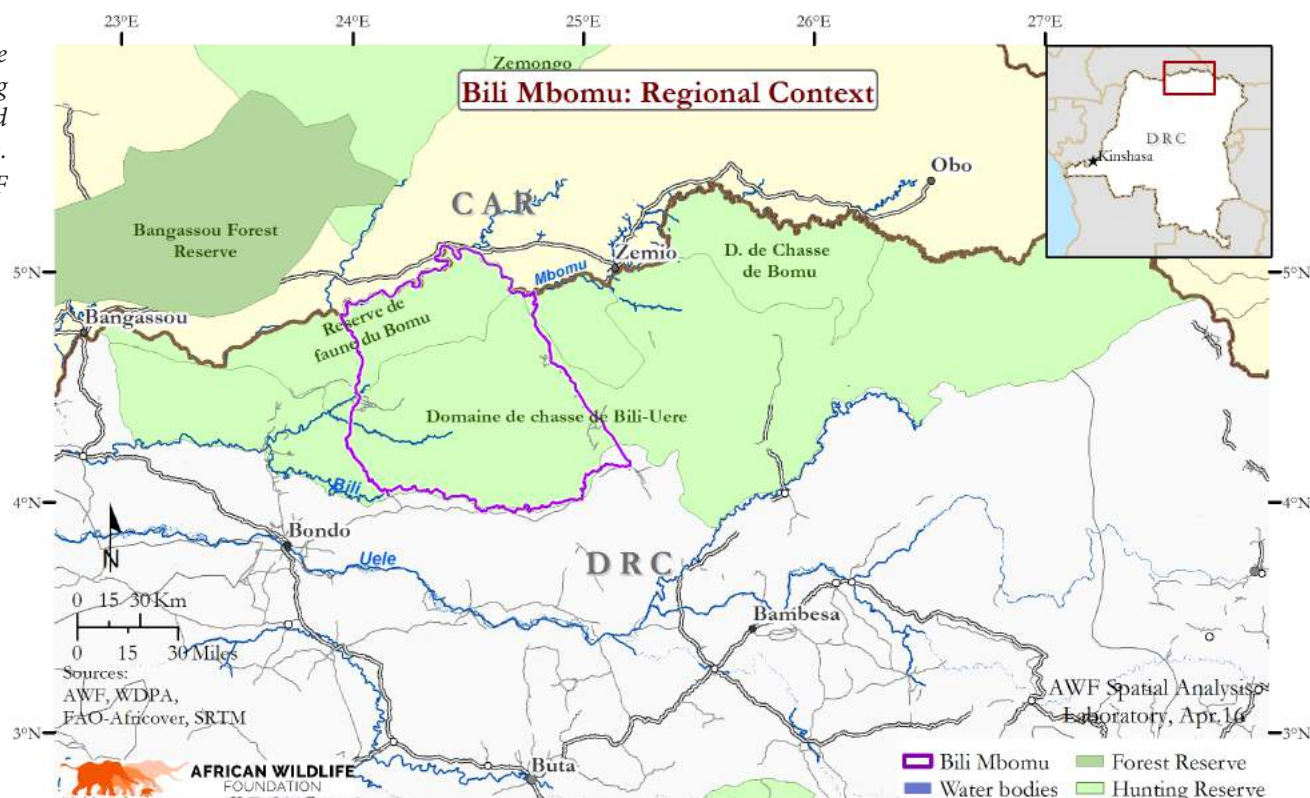 23°E
24°E
25°E
26°E
27°E
Zemongo
Bili Mbomu: Regional Context
DRC
Kinshasa
Obo
CAR
Bangassou Forest
Reserve
D. de Chasse
de Bomu
Zemio
5°N
5°N
Mbomu
Reserve de
faune du Bomu
Bangassou
Domaine de chasse de Bili-Uere
Bili
4°N
4°N
Bondo
N
Uele
DRC
0 15 30 Km
Bambesa
0 15 30 Miles
Sources:
AWF, WDPA,
FAO-Africover, SRTM
AWF Spatial Analysis
Laboratory, Apr.16
3°N
3°N
AFRICAN WILDLIFE
FOUNDATION
Buta
Bili Mbomu
Forest Reserve
Water bodies
Hunting Reserve